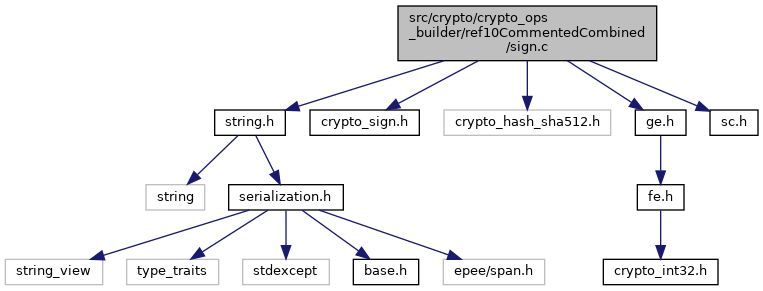 src/crypto/crypto_ops
_builder/ref10CommentedCombined
/sign.c
string.h
crypto_sign.h
crypto_hash_sha512.h
ge.h
sc.h
string
serialization.h
fe.h
string_view
type_traits
stdexcept
base.h
epee/span.h
crypto_int32.h